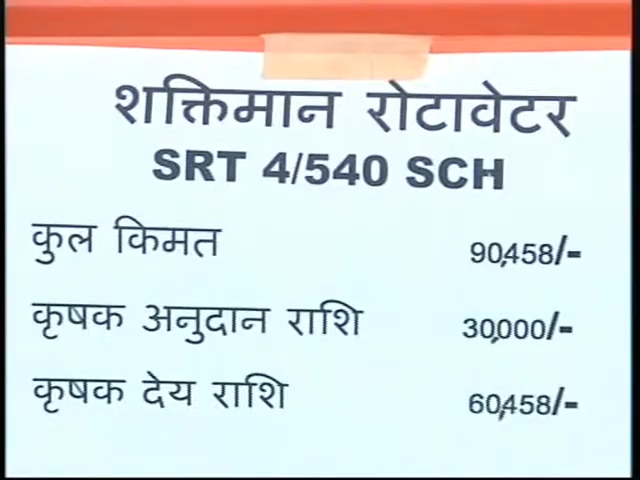 शक्तिमान रोटावेटर
SRT 4/540 SCH
कुल किमत 90,458/-
कृषक अनुदान राशि 30,000/-
कृषक देय राशि 60,458/-